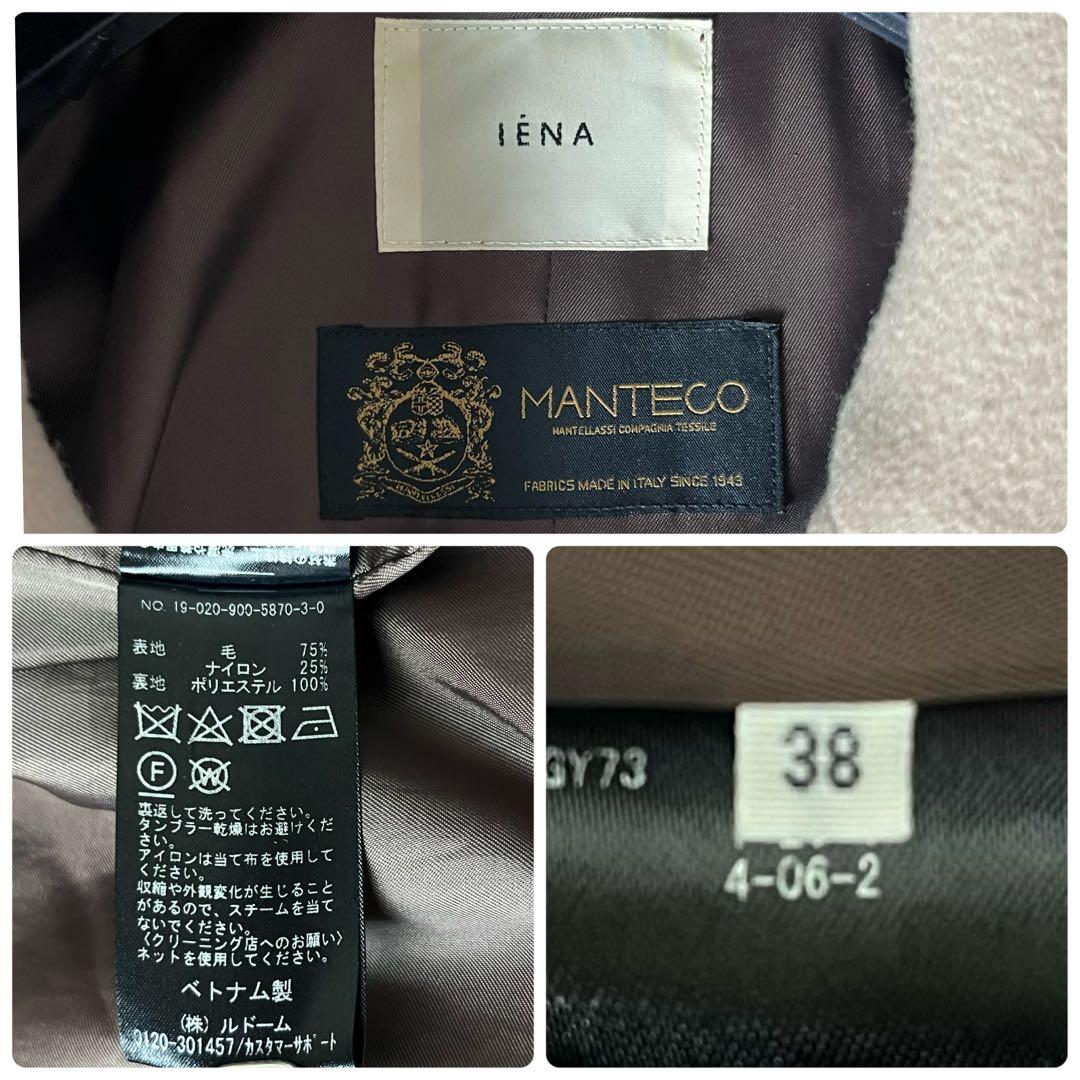 IÉNA
MANTECO
MANTELLASSI COMPAGNIA TESSILE
FABRICS MADE IN ITALY SINCE 1943
NO. 19-020-900-5870-3-0
表地 毛 75%
ナイロン 25%
裏地 ポリエステル 100%
F W
裏返して洗ってください。
タンブラー乾燥はお避けくだ
さい。
アイロンは当て布を使用して
ください。
収縮や外観変化が生じること
があるので、スチームを当て
ないでください。
〈クリーニング店へのお願い〉
ネットを使用してください。
ベトナム製
(株) ルドーム
0120-301457/カスタマーサポート
38
GY73
4-06-2